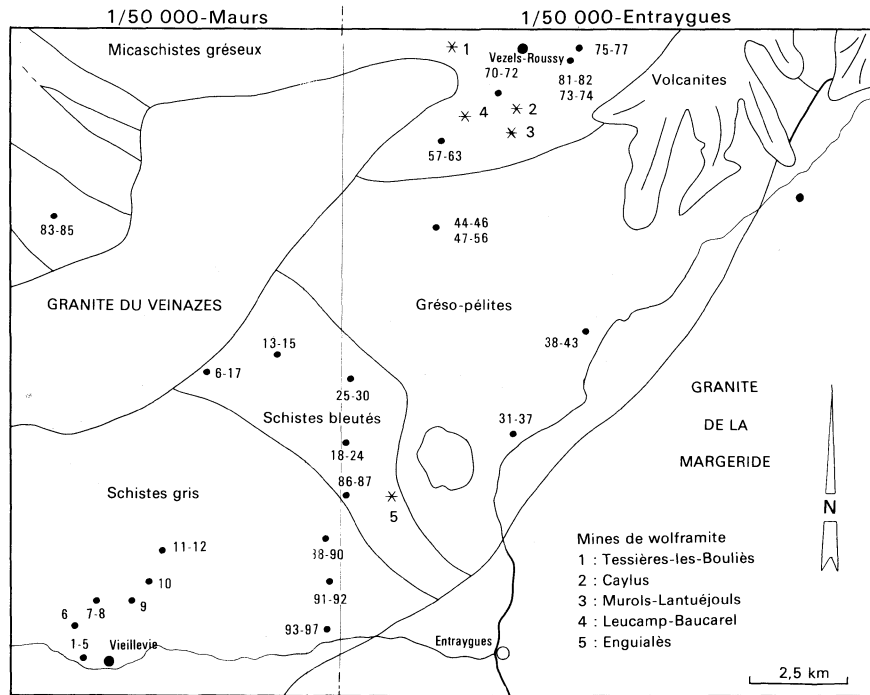 1/50 000-Maurs
1/50 000-Entraygues
Micaschistes gréseux
1
Vezels-Roussy
75-77
70-72
81-82
73-74
Volcanites
4
2
3
57-63
83-85
44-46
47-56
GRANITE DU VEINAZES
Gréso-pélites
13-15
38-43
6-17
25-30
GRANITE
DE LA
MARGERIDE
Schistes bleutés
31-37
18-24
86-87
Schistes gris
5
N
11-12
38-90
Mines de wolframite
1 : Tessières-les-Bouliès
2 : Caylus
3 : Murols-Lantuéjouls
4 : Leucamp-Baucarel
5 : Enguialès
10
91-92
7-8
9
6
93-97
1-5
Vieillevie
Entraygues
2,5 km